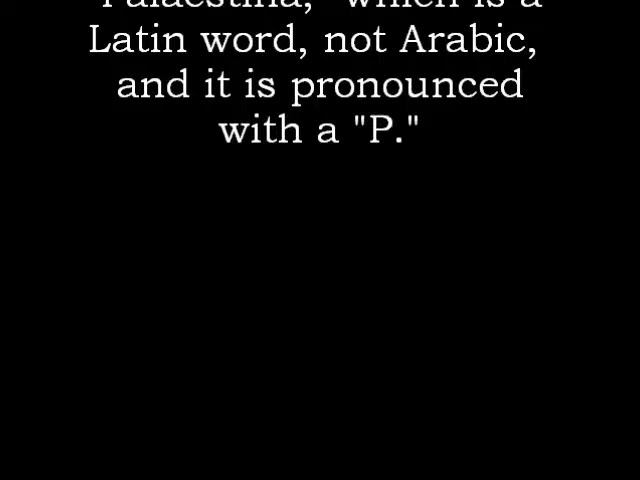 Palaestina," which is a
Latin word, not Arabic,
and it is pronounced
with a "P."